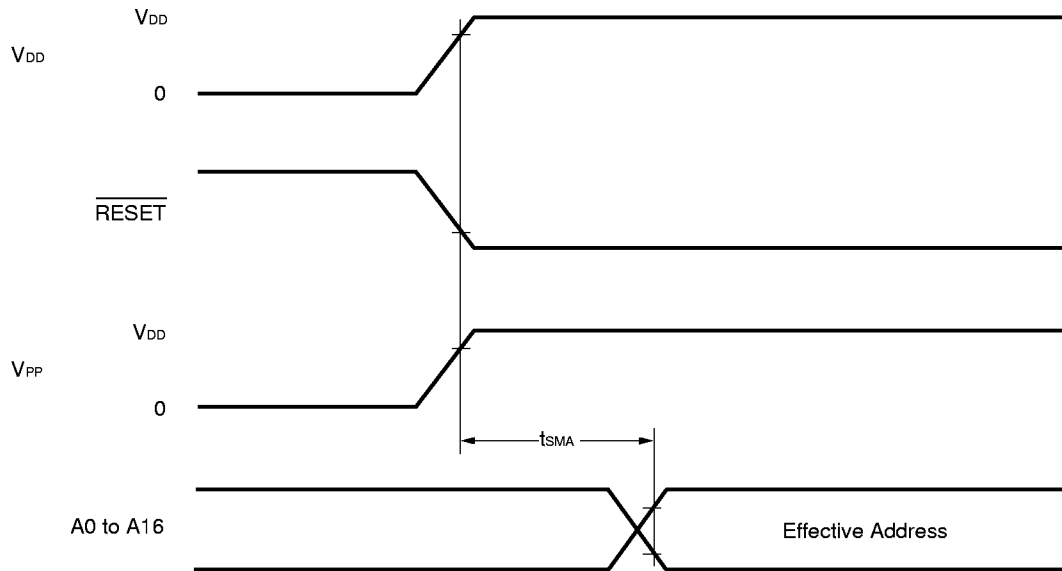 VDD
VDD
0
RESET
VDD
VPP
0
tSMA
A0 to A16
Effective Address